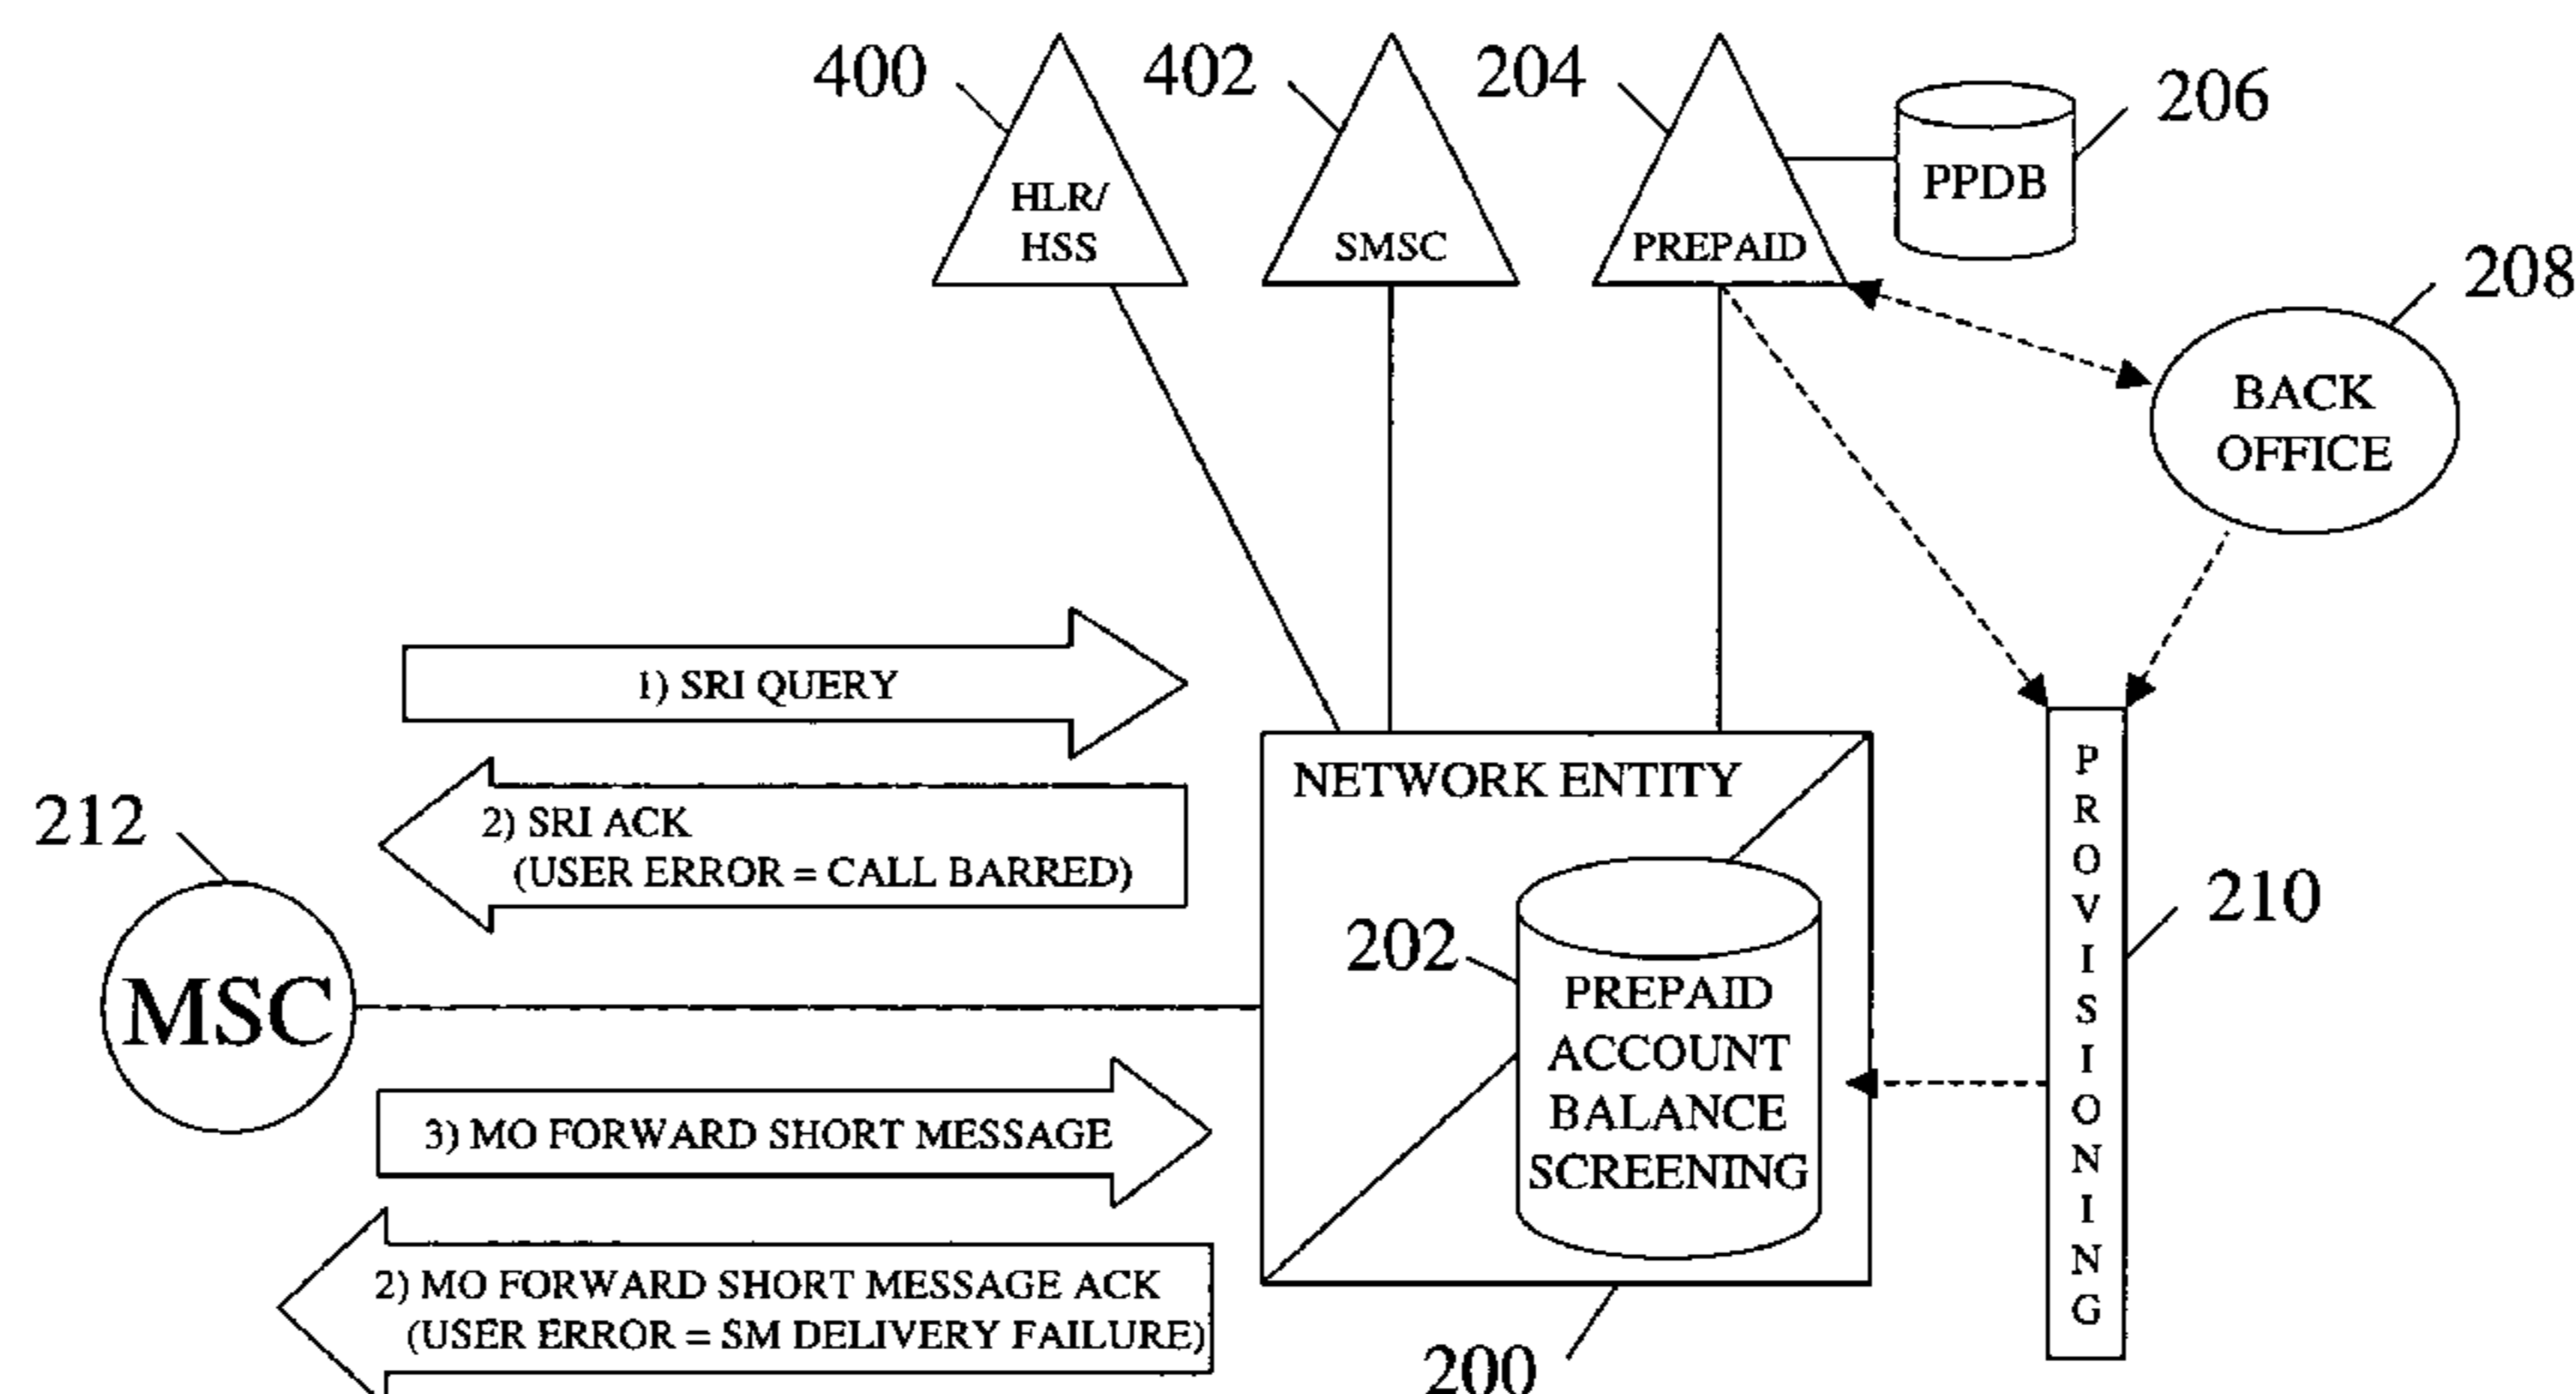 400
402
204
206
HLR/
HSS
SMSC
PREPAID
PPDB
208
BACK
OFFICE
1) SRI QUERY
NETWORK ENTITY
2) SRI ACK
(USER ERROR = CALL BARRED)
212
MSC
202
PREPAID
ACCOUNT
BALANCE
SCREENING
PROVISIONING
210
3) MO FORWARD SHORT MESSAGE
2) MO FORWARD SHORT MESSAGE ACK
(USER ERROR = SM DELIVERY FAILURE)
200